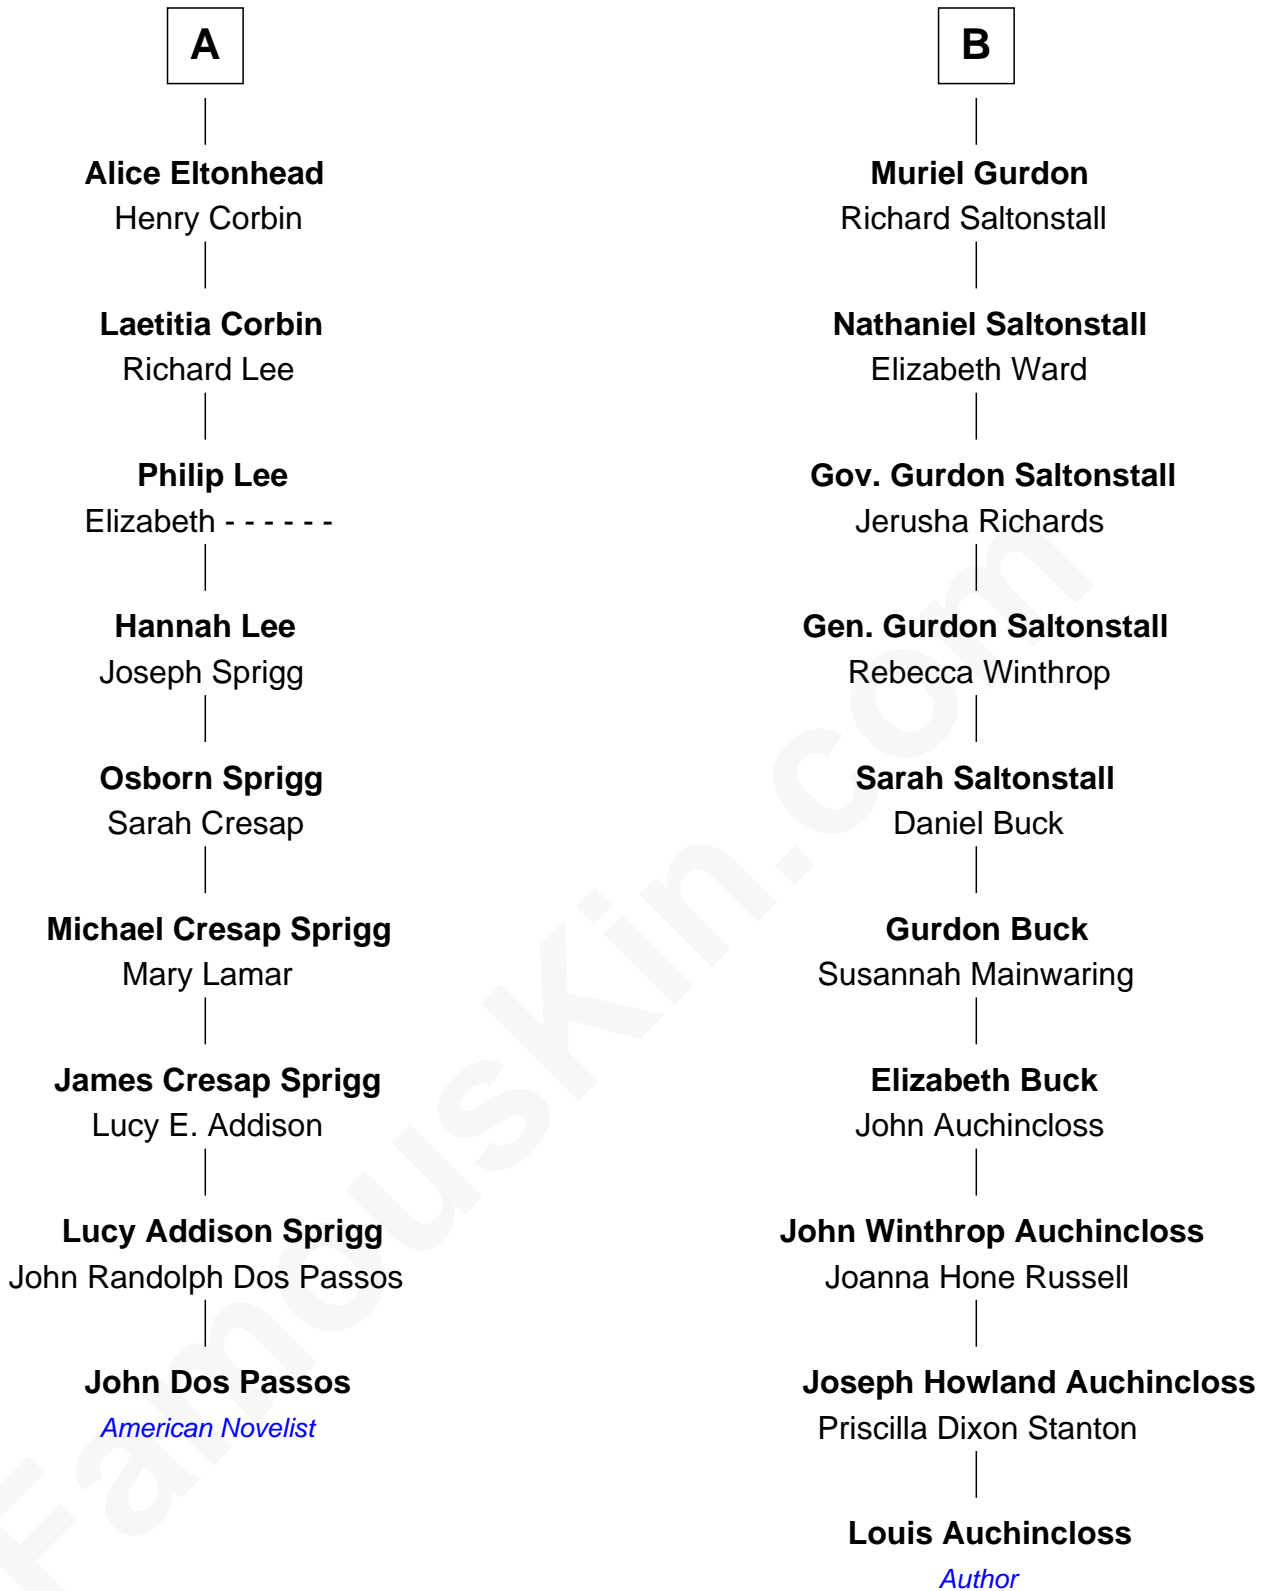 A
Alice Eltonhead
Henry Corbin
Laetitia Corbin
Richard Lee
Philip Lee
Elizabeth - - - - - -
Hannah Lee
Joseph Sprigg
Osborn Sprigg
Sarah Cresap
Michael Cresap Sprigg
Mary Lamar
James Cresap Sprigg
Lucy E. Addison
Lucy Addison Sprigg
John Randolph Dos Passos
John Dos Passos
American Novelist
B
Muriel Gurdon
Richard Saltonstall
Nathaniel Saltonstall
Elizabeth Ward
Gov. Gurdon Saltonstall
Jerusha Richards
Gen. Gurdon Saltonstall
Rebecca Winthrop
Sarah Saltonstall
Daniel Buck
Gurdon Buck
Susannah Mainwaring
Elizabeth Buck
John Auchincloss
John Winthrop Auchincloss
Joanna Hone Russell
Joseph Howland Auchincloss
Priscilla Dixon Stanton
Louis Auchincloss
Author
FamousKin.com